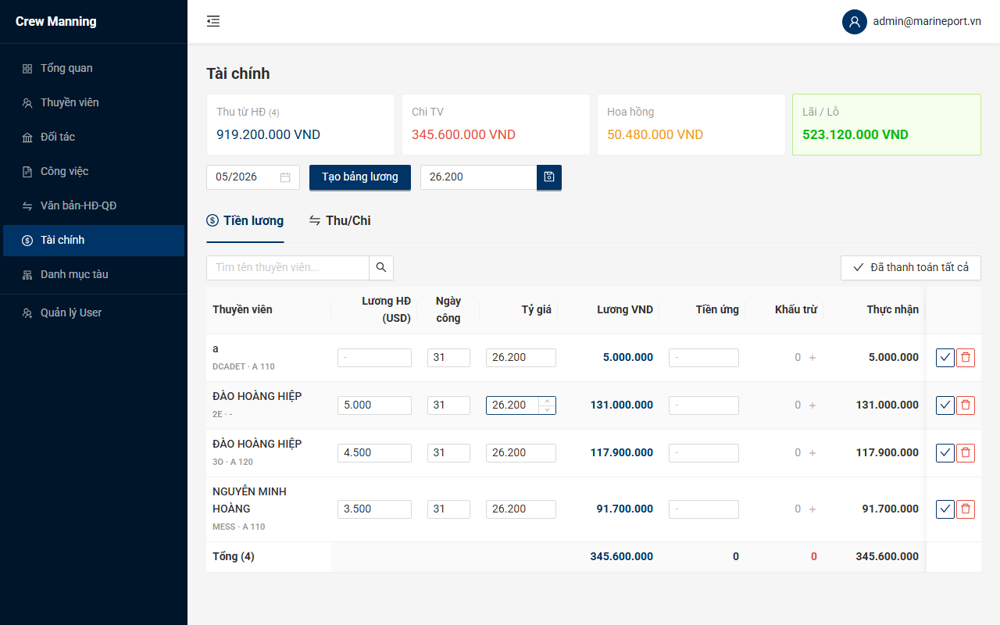 Crew Manning
admin@marineport.vn
Tổng quan
Thuyền viên
Đối tác
Công việc
Văn bản-HĐ-QĐ
Tài chính
Danh mục tàu
Quản lý User
Tài chính
Thu từ HĐ (4)
919.200.000 VND
Chi TV
345.600.000 VND
Hoa hồng
50.480.000 VND
Lãi / Lỗ
523.120.000 VND
05/2026
Tạo bảng lương
26.200
Tiền lương
Thu/Chi
Tìm tên thuyền viên...
Đã thanh toán tất cả
Thuyền viên
Lương HĐ
(USD)
Ngày
công
Tỷ giá
Lương VND
Tiền ứng
Khấu trừ
Thực nhận
a
DCADET · A 110
- 31 26.200 5.000.000 - 0 + 5.000.000
ĐÀO HOÀNG HIỆP
2E · -
5.000 31 26.200 131.000.000 - 0 + 131.000.000
ĐÀO HOÀNG HIỆP
3O · A 120
4.500 31 26.200 117.900.000 - 0 + 117.900.000
NGUYỄN MINH
HOÀNG
MESS · A 110
3.500 31 26.200 91.700.000 - 0 + 91.700.000
Tổng (4) 345.600.000 0 0 345.600.000